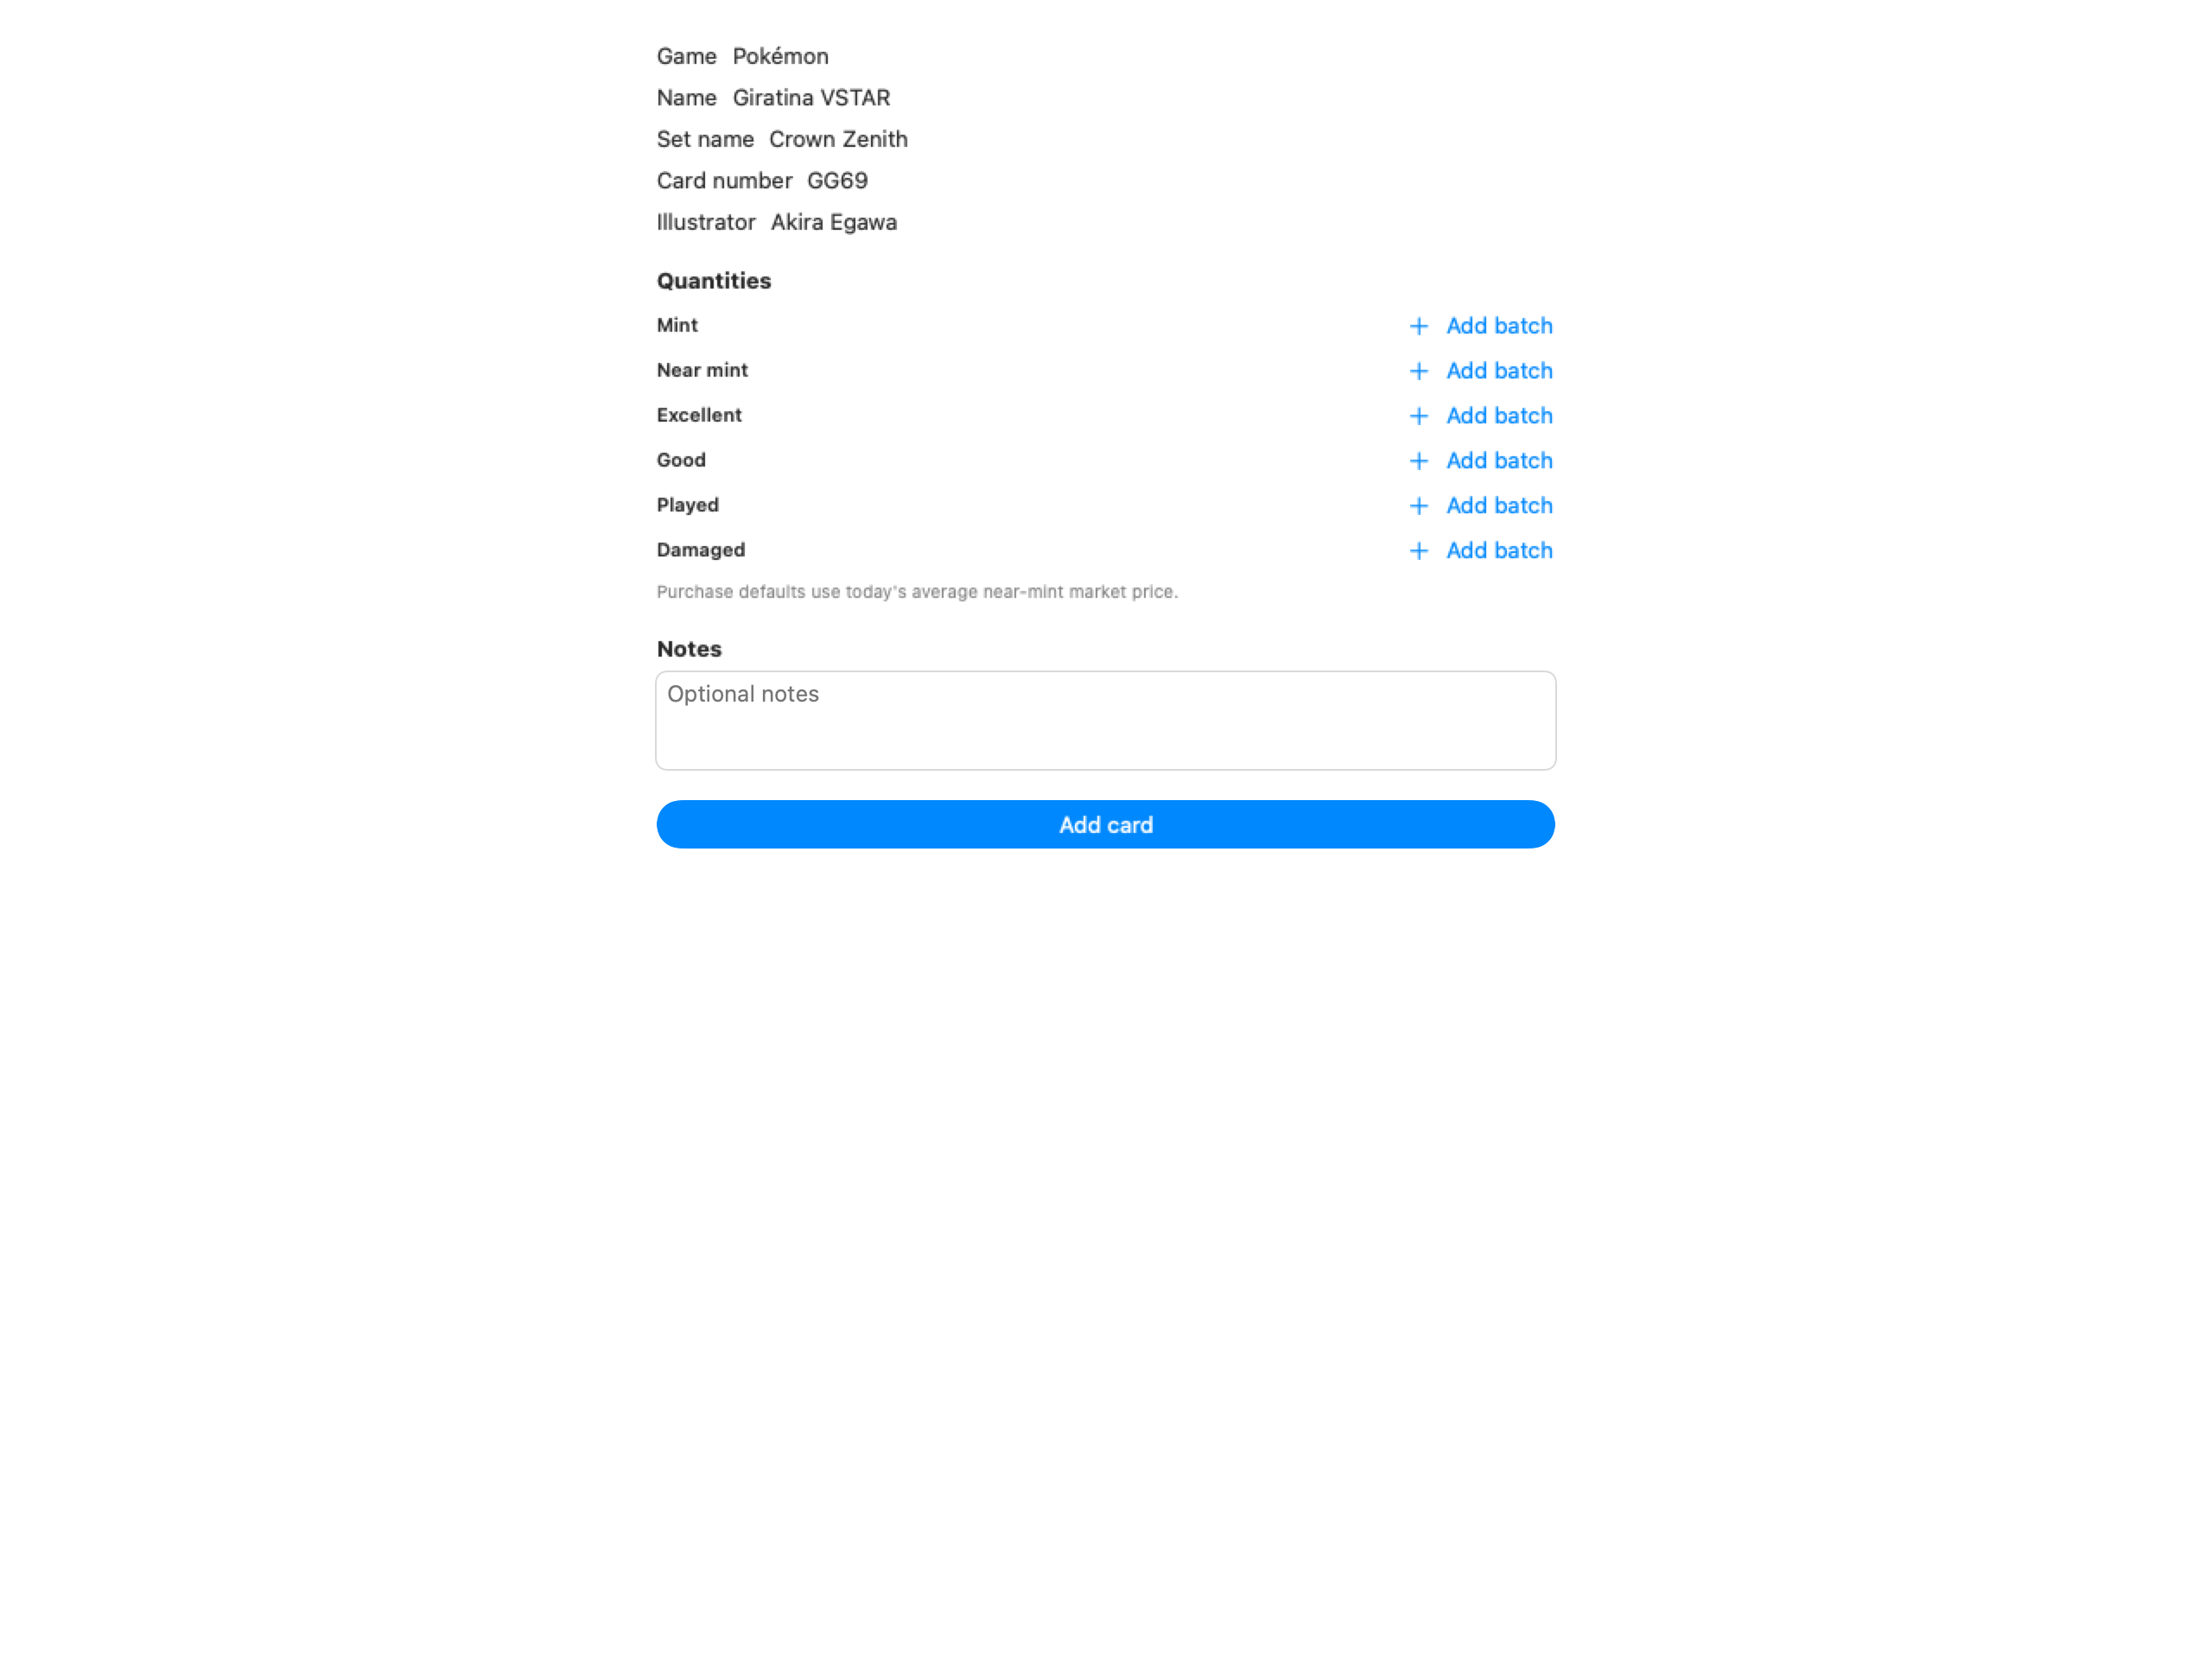 Game Pokémon
Name Giratina VSTAR
Set name Crown Zenith
Card number GG69
Illustrator Akira Egawa
Quantities
Mint + Add batch
Near mint + Add batch
Excellent + Add batch
Good + Add batch
Played + Add batch
Damaged + Add batch
Purchase defaults use today's average near-mint market price.
Notes
Optional notes
Add card